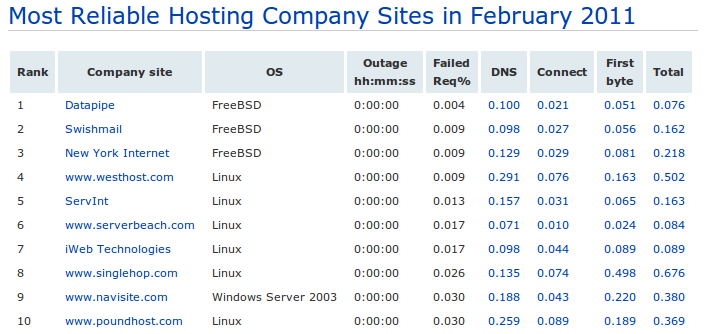 Most Reliable Hosting Company Sites in February 2011
Rank Company site OS Outage hh:mm:ss Failed Req% DNS Connect First byte Total
1 Datapipe FreeBSD 0:00:00 0.004 0.100 0.021 0.051 0.076
2 Swishmail FreeBSD 0:00:00 0.009 0.098 0.027 0.056 0.162
3 New York Internet FreeBSD 0:00:00 0.009 0.129 0.029 0.081 0.218
4 www.westhost.com Linux 0:00:00 0.009 0.291 0.076 0.163 0.502
5 ServInt Linux 0:00:00 0.013 0.157 0.031 0.065 0.163
6 www.serverbeach.com Linux 0:00:00 0.017 0.071 0.010 0.024 0.084
7 iWeb Technologies Linux 0:00:00 0.017 0.098 0.044 0.089 0.089
8 www.singlehop.com Linux 0:00:00 0.026 0.135 0.074 0.498 0.676
9 www.navisite.com Windows Server 2003 0:00:00 0.030 0.188 0.043 0.220 0.380
10 www.poundhost.com Linux 0:00:00 0.030 0.259 0.089 0.189 0.369